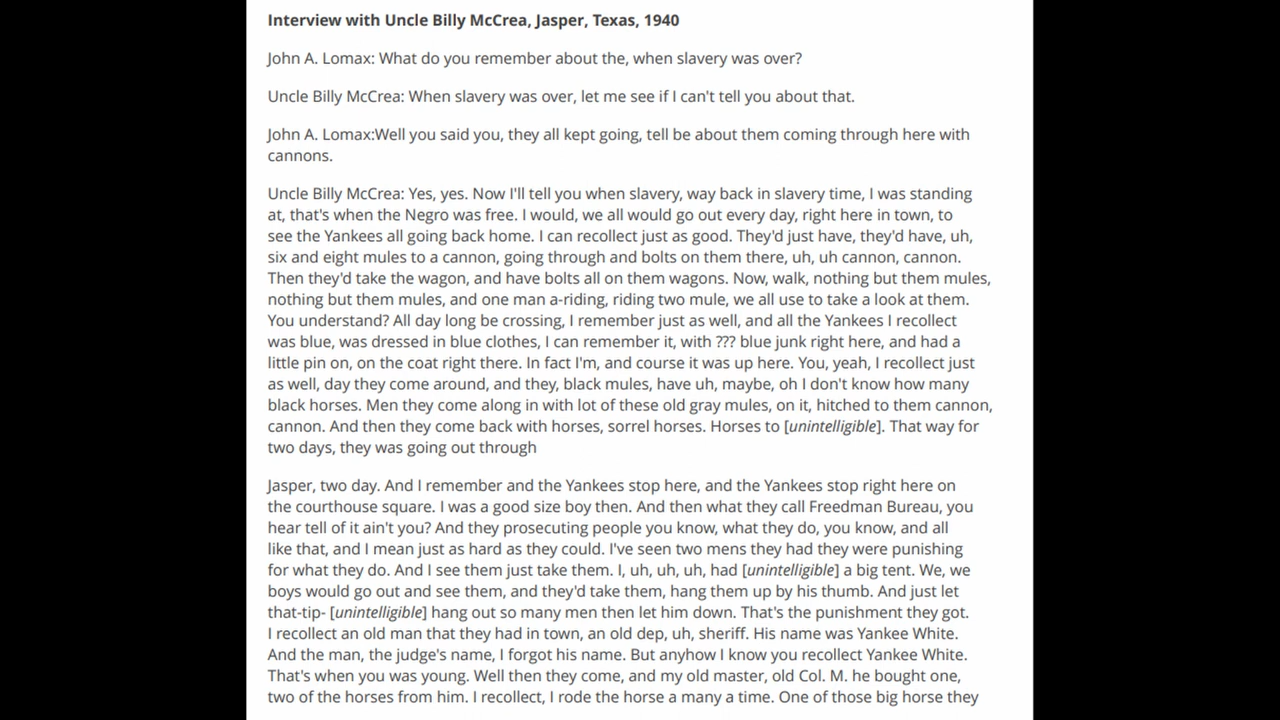 Interview with Uncle Billy McCrea, Jasper, Texas, 1940
John A. Lomax: What do you remember about the, when slavery was over?
Uncle Billy McCrea: When slavery was over, let me see if I can't tell you about that.
John A. Lomax:Well you said you, they all kept going, tell be about them coming through here with
cannons.
Uncle Billy McCrea: Yes, yes. Now I'll tell you when slavery, way back in slavery time, I was standing
at, that's when the Negro was free. I would, we all would go out every day, right here in town, to
see the Yankees all going back home. I can recollect just as good. They'd just have, they'd have, uh,
six and eight mules to a cannon, going through and bolts on them there, uh, uh cannon, cannon.
Then they'd take the wagon, and have bolts all on them wagons. Now, walk, nothing but them mules,
nothing but them mules, and one man a-riding, riding two mule, we all use to take a look at them.
You understand? All day long be crossing, I remember just as well, and all the Yankees I recollect
was blue, was dressed in blue clothes, I can remember it, with ??? blue junk right here, and had a
little pin on, on the coat right there. In fact I'm, and course it was up here. You, yeah, I recollect just
as well, day they come around, and they, black mules, have uh, maybe, oh I don't know how many
black horses. Men they come along in with lot of these old gray mules, on it, hitched to them cannon,
cannon. And then they come back with horses, sorrel horses. Horses to [unintelligible]. That way for
two days, they was going out through
Jasper, two day. And I remember and the Yankees stop here, and the Yankees stop right here on
the courthouse square. I was a good size boy then. And then what they call Freedman Bureau, you
hear tell of it ain't you? And they prosecuting people you know, what they do, you know, and all
like that, and I mean just as hard as they could. I've seen two mens they had they were punishing
for what they do. And I see them just take them. I, uh, uh, uh, had [unintelligible] a big tent. We, we
boys would go out and see them, and they'd take them, hang them up by his thumb. And just let
that-tip- [unintelligible] hang out so many men then let him down. That's the punishment they got.
I recollect an old man that they had in town, an old dep, uh, sheriff. His name was Yankee White.
And the man, the judge's name, I forgot his name. But anyhow I know you recollect Yankee White.
That's when you was young. Well then they come, and my old master, old Col. M. he bought one,
two of the horses from him. I recollect, I rode the horse a many a time. One of those big horse they